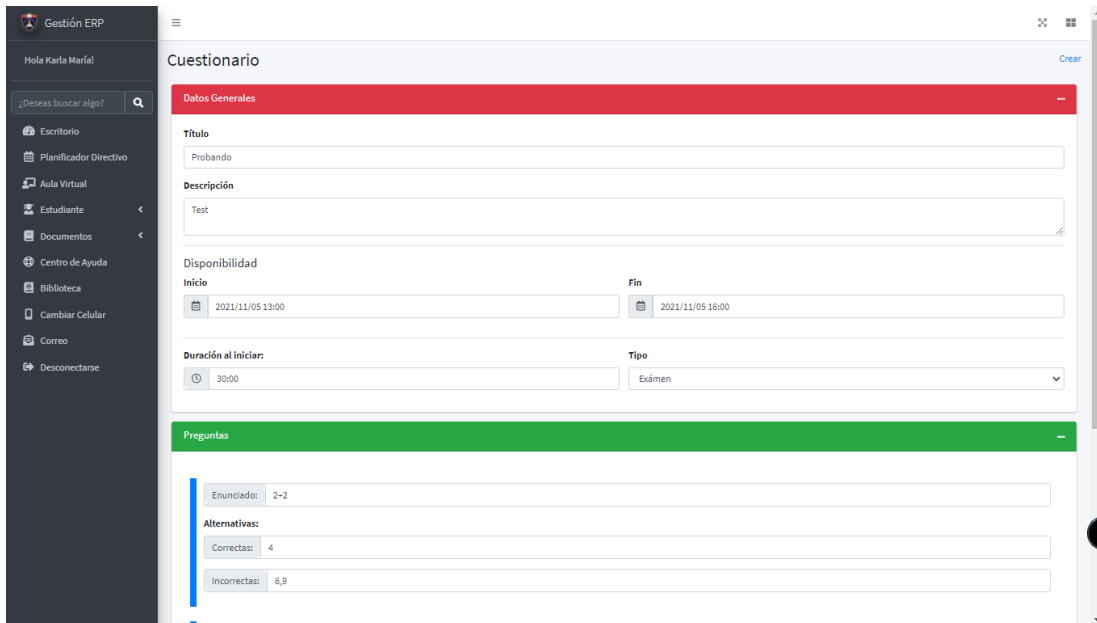 Gestión ERP
Hola Karla María!
¿Deseas buscar algo?
Escritorio
Planificador Directivo
Aula Virtual
Estudiante
Documentos
Centro de Ayuda
Biblioteca
Cambiar Celular
Correo
Desconectarse
Cuestionario
Crear
Datos Generales
Título
Probando
Descripción
Test
Disponibilidad
Inicio Fin
2021/11/05 13:00 2021/11/05 16:00
Duración al iniciar: Tipo
30:00 Exámen
Preguntas
Enunciado: 2+2
Alternativas:
Correctas: 4
Incorrectas: 6,9